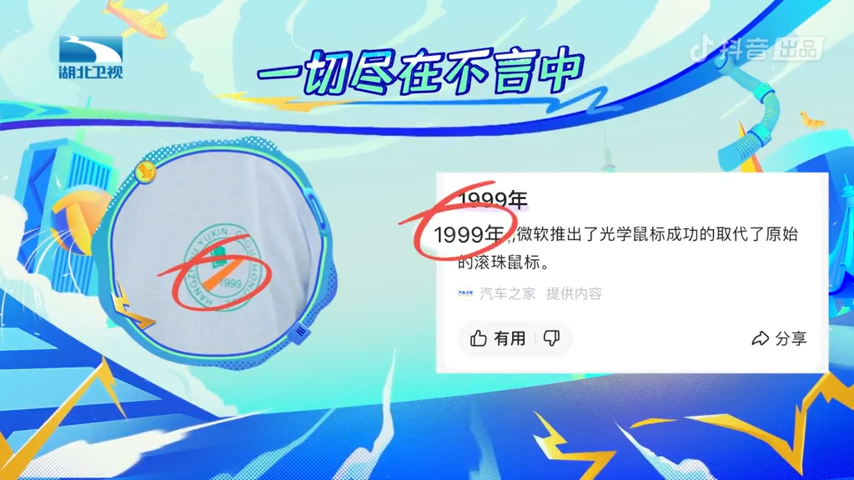 湖北卫视
抖音出品
一切尽在不言中
HANGZHOU YUXIN
1999
1999年
1999年,微软推出了光学鼠标成功的取代了原始
的滚珠鼠标。
汽车之家 提供内容
有用
分享